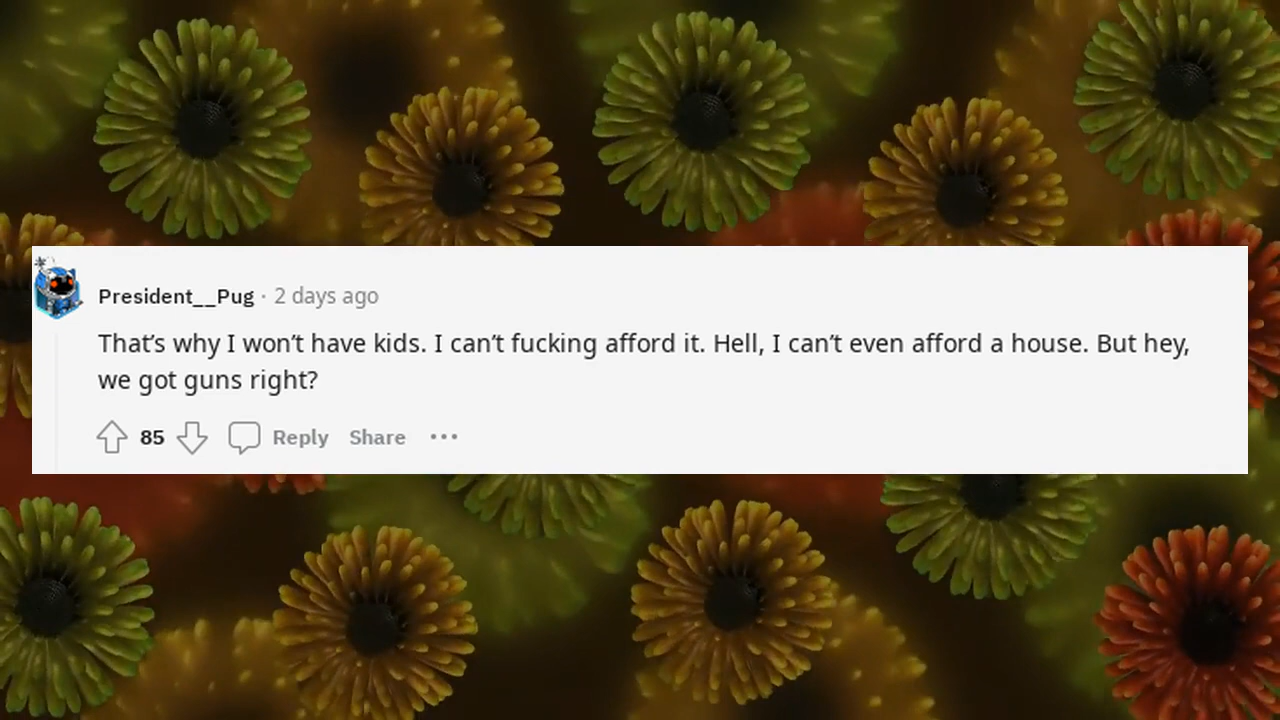 President__Pug · 2 days ago
That’s why I won’t have kids. I can’t fucking afford it. Hell, I can’t even afford a house. But hey,
we got guns right?
85 Reply Share